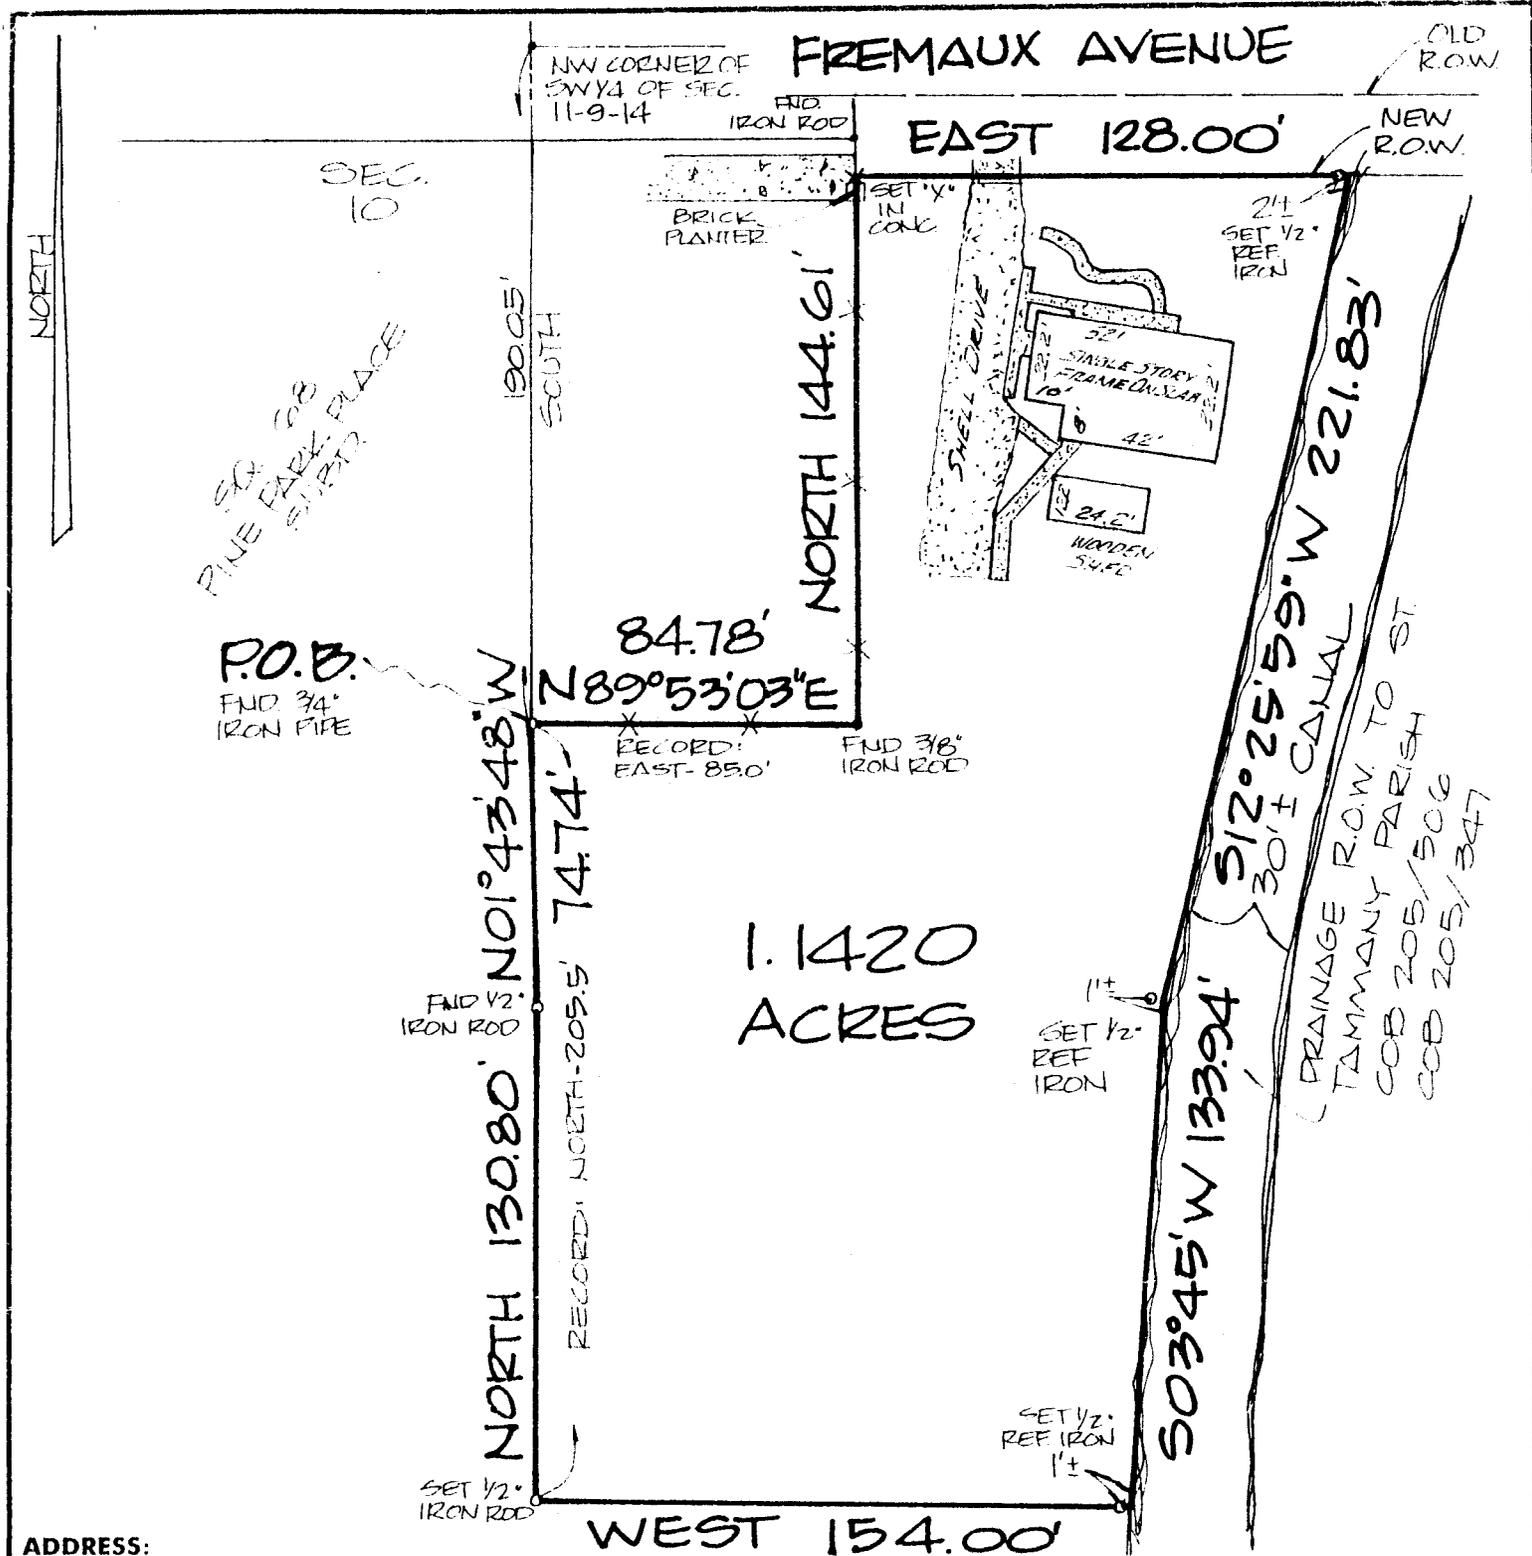 FREMAUX AVENUE
OLD
R.O.W.
NW CORNER OF
SW 1/4 OF SEC.
11-9-14
FND.
IRON ROD
EAST 128.00'
NEW
R.O.W.
SEC.
10
BRICK
PLANTER
SET "X"
IN
CONC.
2'±
SET 1/2"
REF.
IRON
NORTH
190.05'
SOUTH
NORTH 144.61'
SHELL DRIVE
32'
22.2'
SINGLE STORY
FRAME ON SLAB
10'
8'
42'
24.2'
WOODEN
SHED
SQ. 68
PINE PARK PLACE
SUBD.
S12°25'59"W 221.83'
30'± CANAL
P.O.B.
FND. 3/4"
IRON PIPE
84.78'
N89°53'03"E
RECORD:
EAST-85.0'
FND 3/8"
IRON ROD
N01°43'48"W
74.74'
DRAINAGE R.O.W. TO ST.
TAMMANY PARISH
COB 205/506
COB 205/347
1.1420
ACRES
FND 1/2"
IRON ROD
1'±
SET 1/2"
REF
IRON
NORTH 130.80'
RECORD: NORTH-205.5'
S03°45'W 133.94'
SET 1/2"
REF. IRON
1'±
SET 1/2"
IRON ROD
WEST 154.00'
ADDRESS: